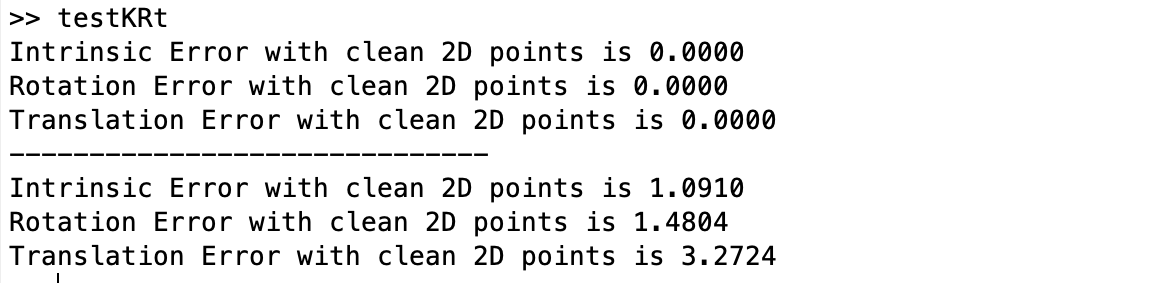 >> testKRt
Intrinsic Error with clean 2D points is 0.0000
Rotation Error with clean 2D points is 0.0000
Translation Error with clean 2D points is 0.0000
------------------------------
Intrinsic Error with clean 2D points is 1.0910
Rotation Error with clean 2D points is 1.4804
Translation Error with clean 2D points is 3.2724